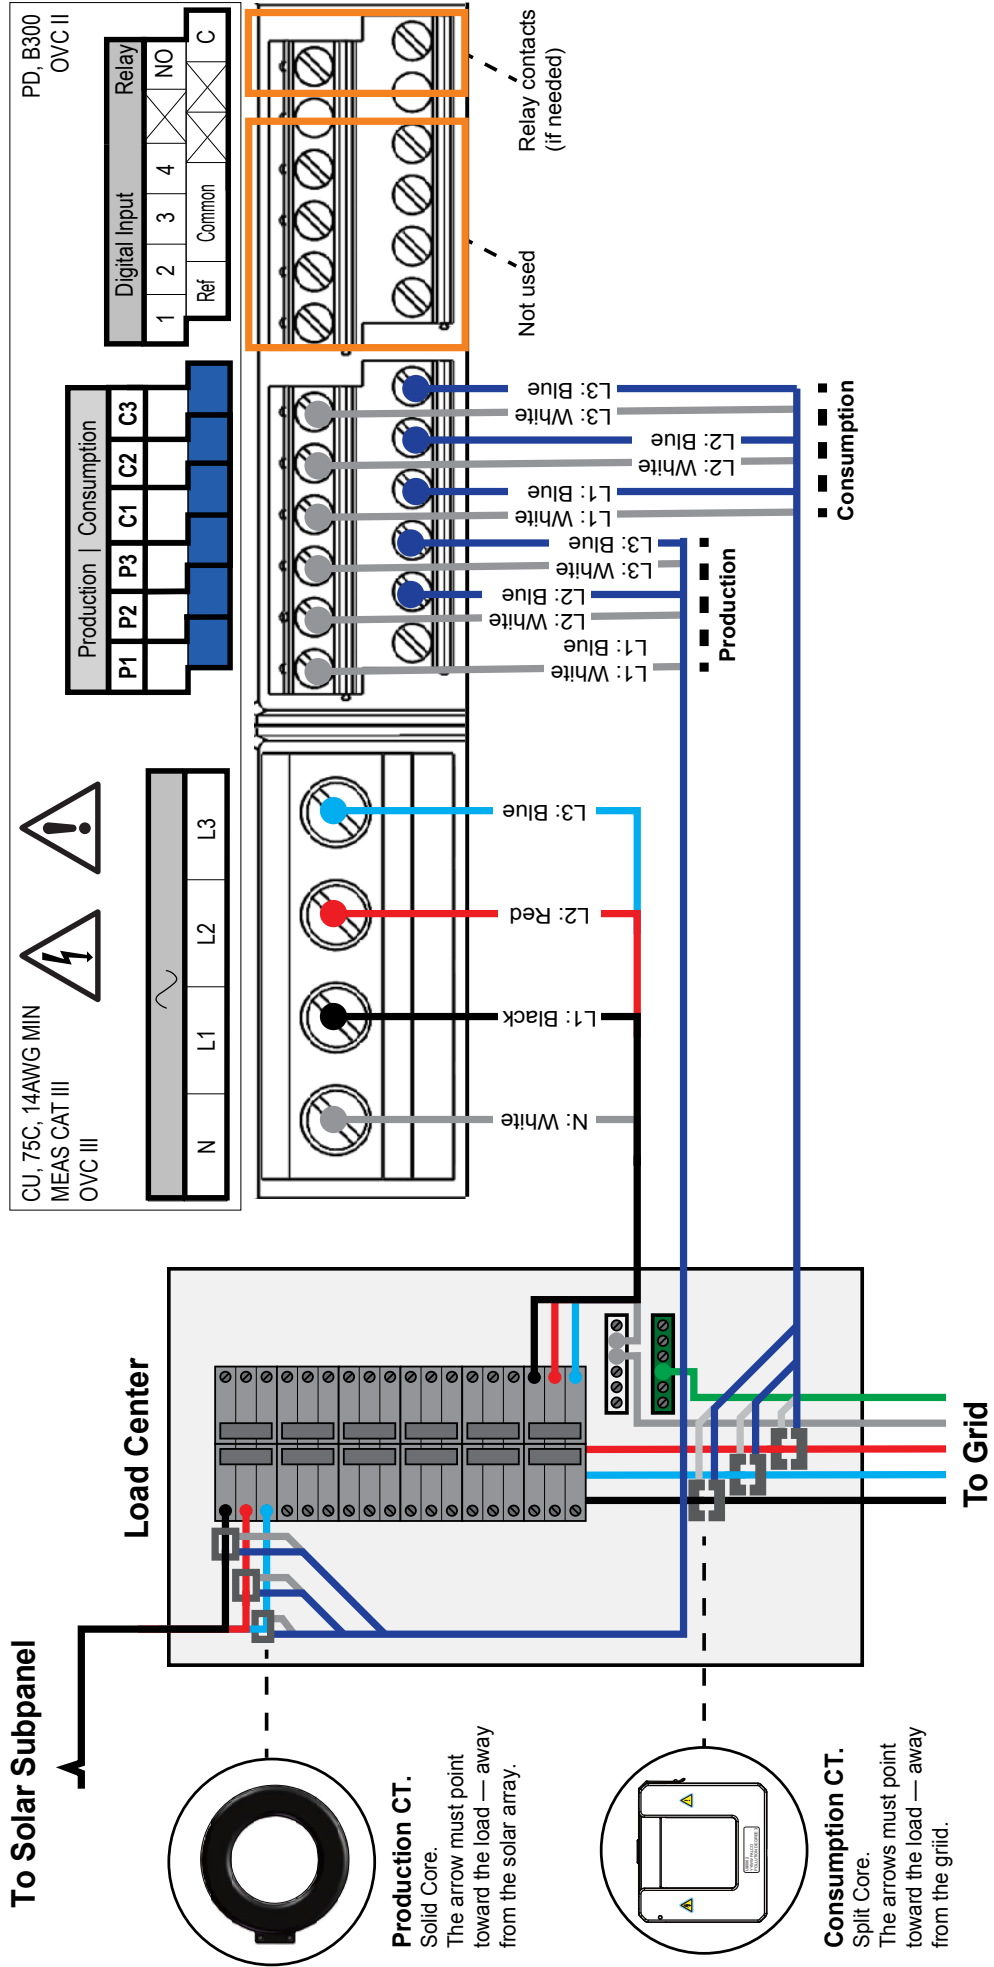 To Solar Subpanel
Load Center
To Grid
Production CT.
Solid Core.
The arrow must point
toward the load — away
from the solar array.
Consumption CT.
Split Core.
The arrows must point
toward the load — away
from the griid.
CU, 75C, 14AWG MIN
MEAS CAT III
OVC III
PD, B300
OVC II
N
L1
L2
L3
Production | Consumption
P1
P2
P3
C1
C2
C3
Digital Input
Relay
1
2
3
4
NO
Ref
Common
C
N: White
L1: Black
L2: Red
L3: Blue
L1: White
L1: Blue
L2: White
L2: Blue
L3: White
L3: Blue
L1: White
L1: Blue
L2: White
L2: Blue
L3: White
L3: Blue
Production
Consumption
Not used
Relay contacts
(if needed)